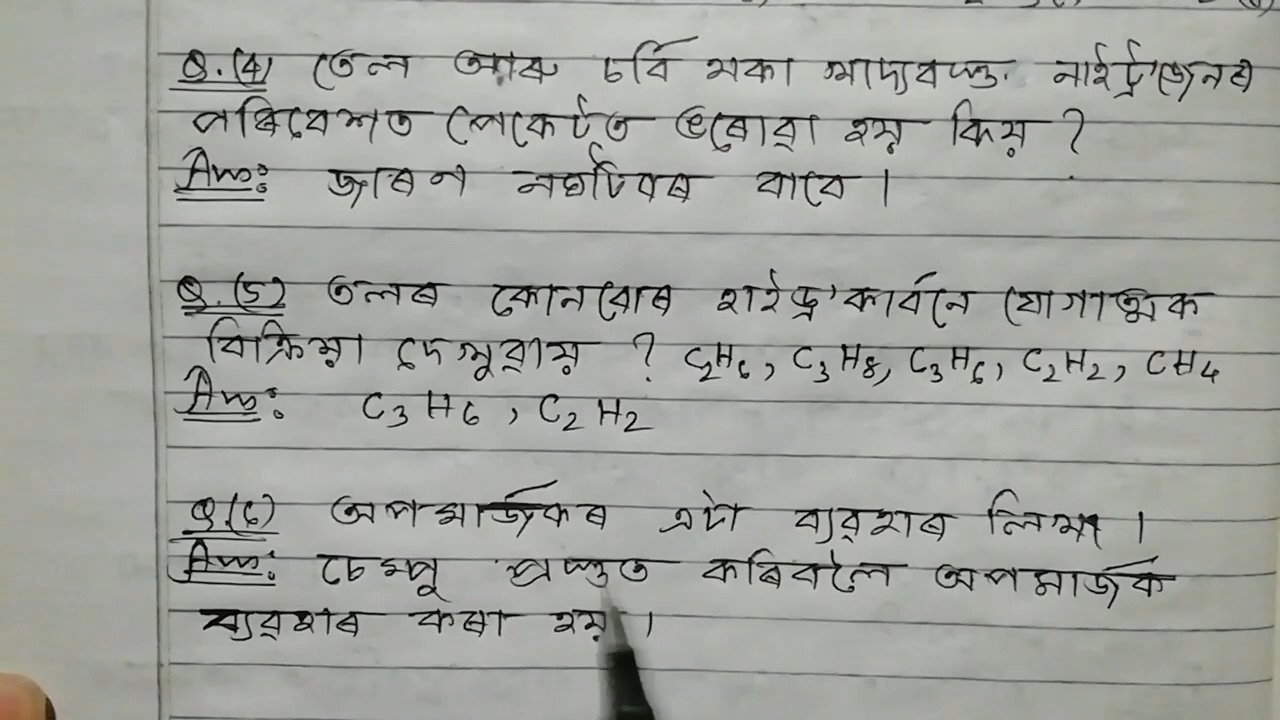 Q.(4) তেল আৰু চৰ্বি থকা খাদ্যবস্তু নাইট্ৰ'জেনৰ
পৰিবেশত পেকেটত ভৰোৱা হয় কিয় ?
Ans: জাৰণ নঘটিবৰ বাবে ।
Q.(5) তলৰ কোনবোৰ হাইড্ৰ'কাৰ্বনে যোগাত্মক
বিক্ৰিয়া দেখুৱায় ? C2H6, C3H8, C3H6, C2H2, CH4
Ans: C3H6, C2H2
Q.(6) অপমাৰ্জকৰ এটা ব্যৱহাৰ লিখা ।
Ans: চেম্পু প্ৰস্তুত কৰিবলৈ অপমাৰ্জক
ব্যৱহাৰ কৰা হয় ।